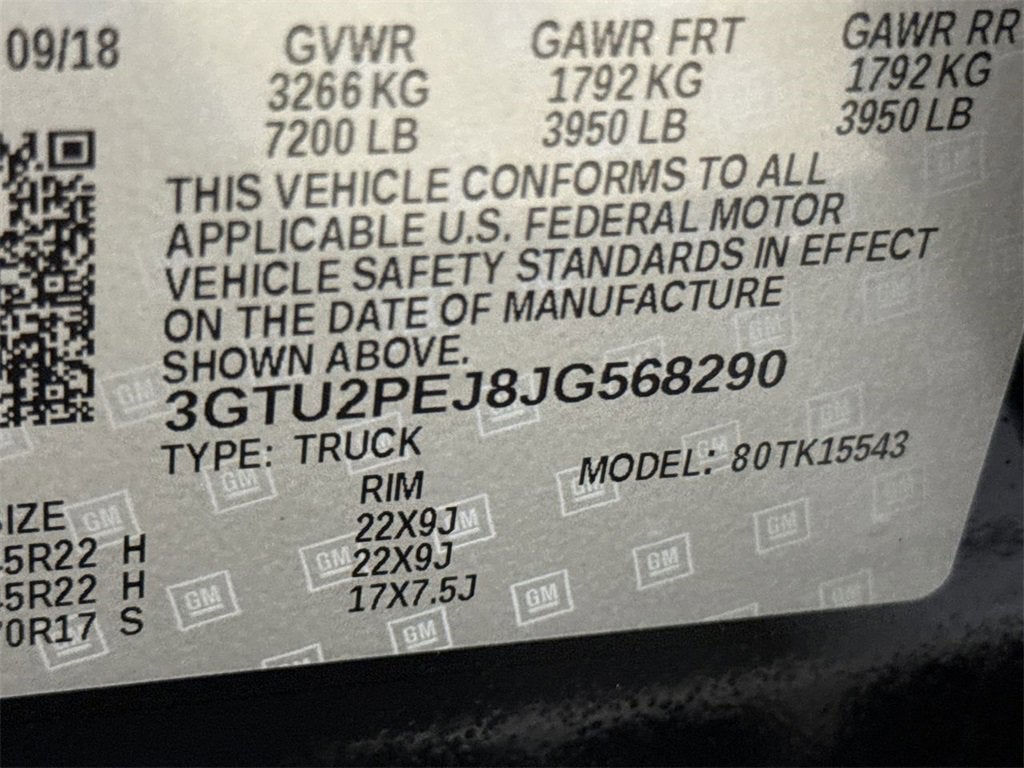 09/18 GVWR GAWR FRT GAWR RR
3266 KG 1792 KG 1792 KG
7200 LB 3950 LB 3950 LB
THIS VEHICLE CONFORMS TO ALL
APPLICABLE U.S. FEDERAL MOTOR
VEHICLE SAFETY STANDARDS IN EFFECT
ON THE DATE OF MANUFACTURE
SHOWN ABOVE.
3GTU2PEJ8JG568290
TYPE: TRUCK MODEL: 80TK15543
IZE RIM
5R22 H 22X9J
5R22 H 22X9J
0R17 S 17X7.5J
GM